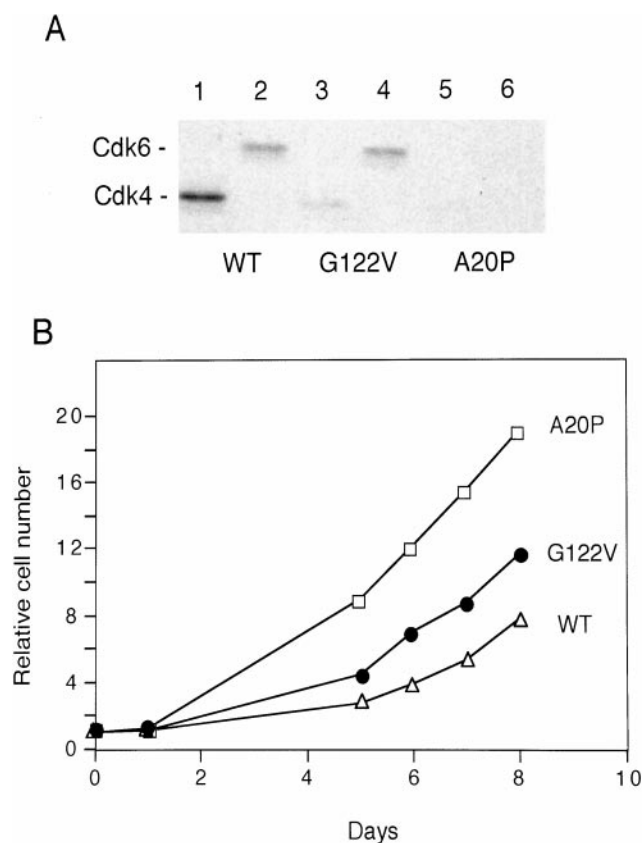 A
1 2 3 4 5 6
Cdk6 -
Cdk4 -
WT G122V A20P
B
20
16
12
8
4
0
Relative cell number
A20P
G122V
WT
0 2 4 6 8 10
Days